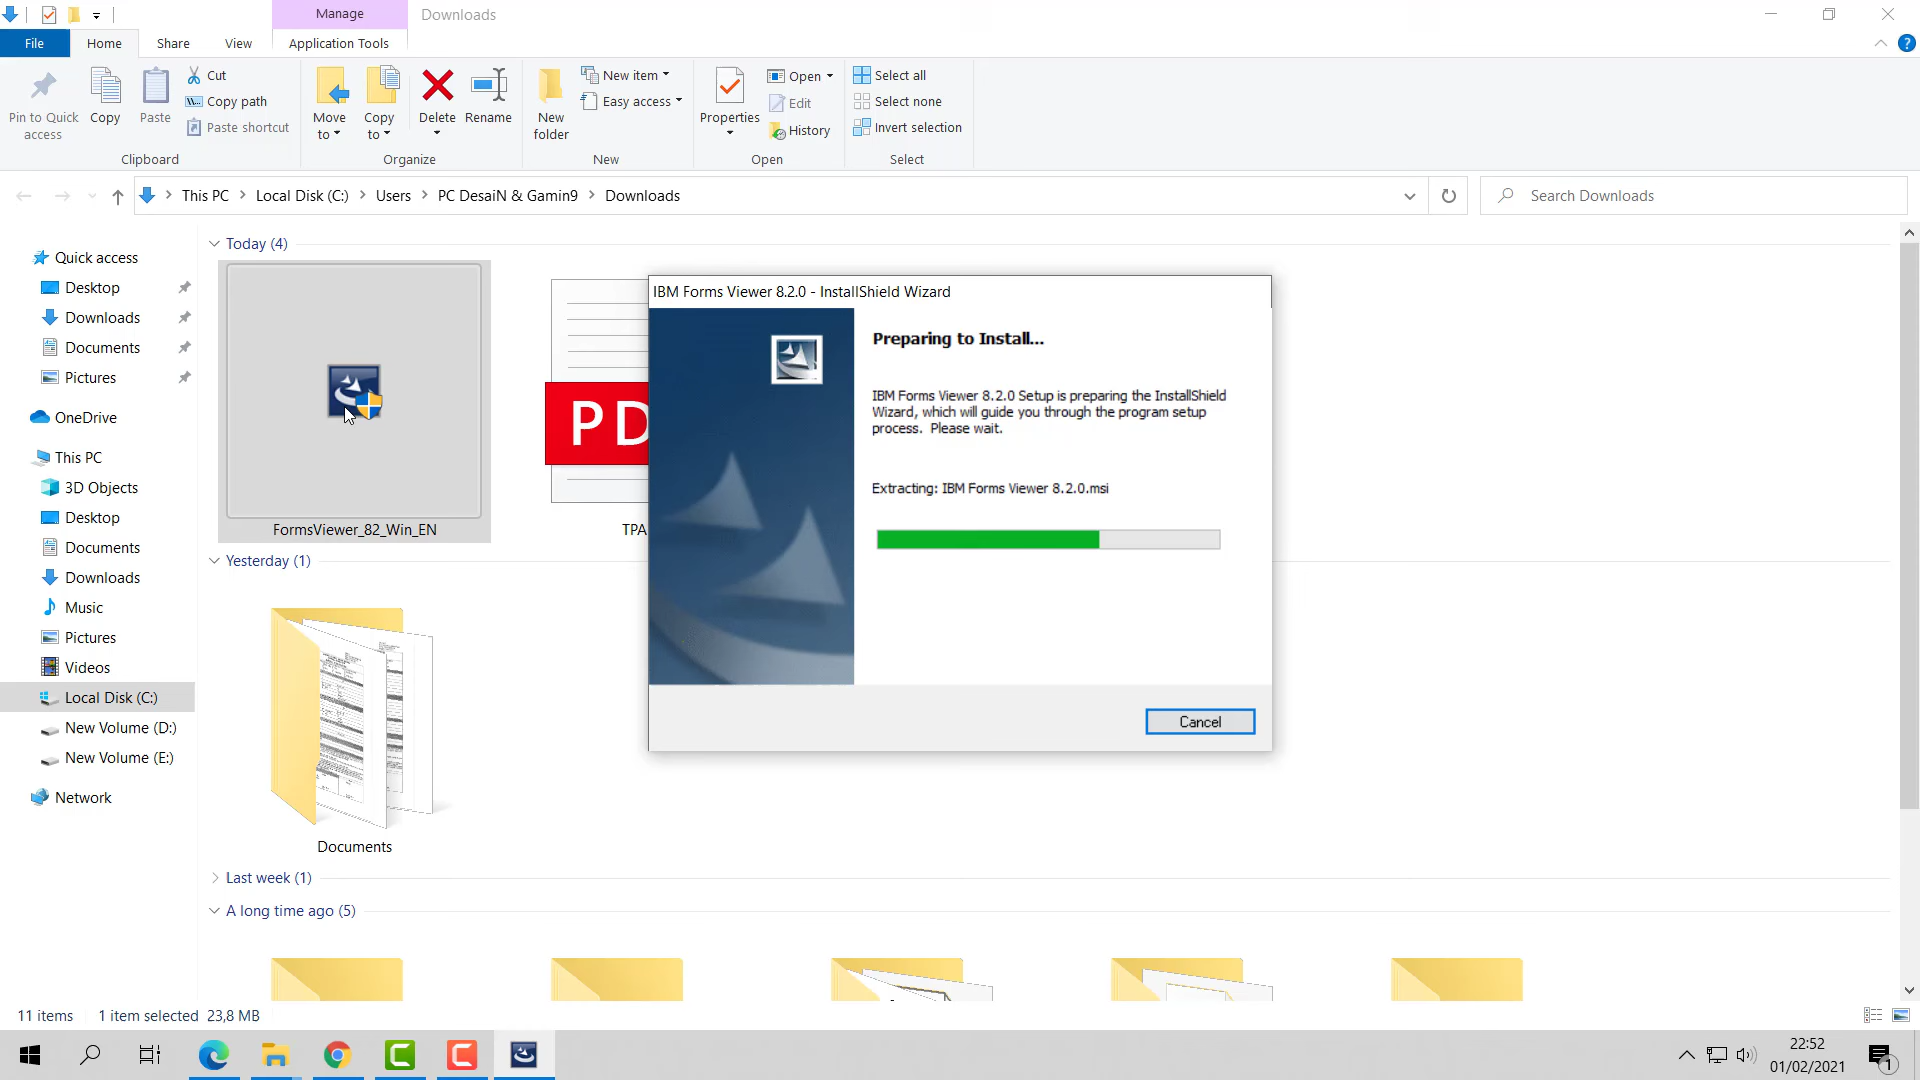 Manage
Downloads
File
Home
Share
View
Application Tools
Pin to Quick access
Copy
Paste
Cut
Copy path
Paste shortcut
Clipboard
Move to
Copy to
Delete
Rename
Organize
New folder
New item
Easy access
New
Properties
Open
Edit
History
Open
Select all
Select none
Invert selection
Select
This PC
Local Disk (C:)
Users
PC DesaiN & Gamin9
Downloads
Search Downloads
Quick access
Desktop
Downloads
Documents
Pictures
OneDrive
This PC
3D Objects
Desktop
Documents
Downloads
Music
Pictures
Videos
Local Disk (C:)
New Volume (D:)
New Volume (E:)
Network
Today (4)
FormsViewer_82_Win_EN
PD
TPA
Yesterday (1)
Documents
Last week (1)
A long time ago (5)
IBM Forms Viewer 8.2.0 - InstallShield Wizard
Preparing to Install...
IBM Forms Viewer 8.2.0 Setup is preparing the InstallShield
Wizard, which will guide you through the program setup
process. Please wait.
Extracting: IBM Forms Viewer 8.2.0.msi
Cancel
11 items
1 item selected 23,8 MB
22:52
01/02/2021
1